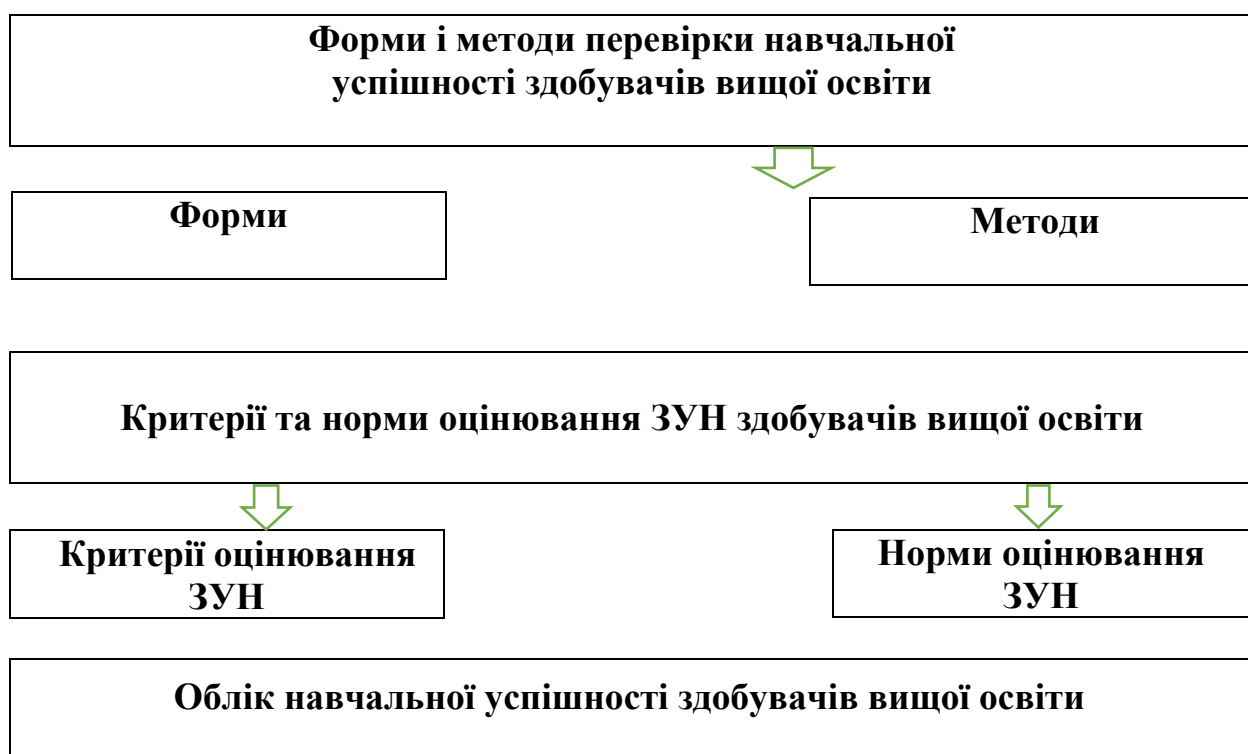 Форми і методи перевірки навчальної
успішності здобувачів вищої освіти
Форми
Методи
Критерії та норми оцінювання ЗУН здобувачів вищої освіти
Критерії оцінювання
ЗУН
Норми оцінювання
ЗУН
Облік навчальної успішності здобувачів вищої освіти